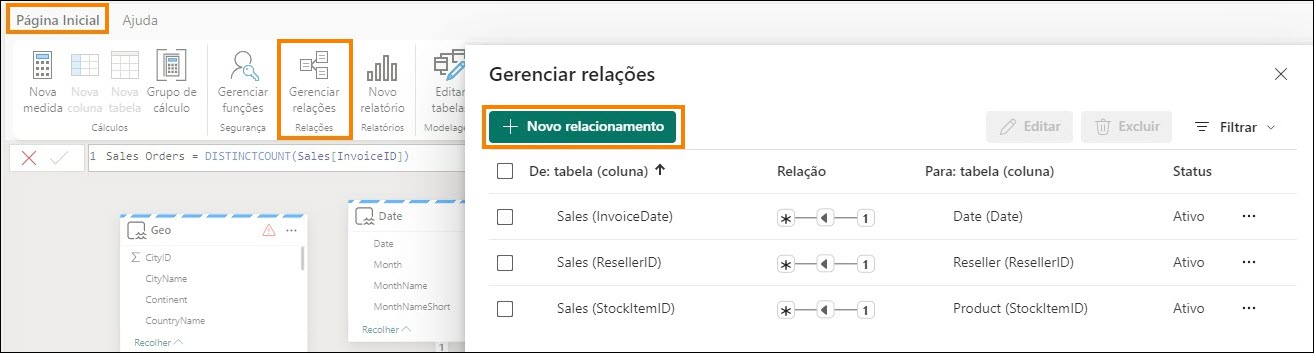 Página Inicial Ajuda
Nova medida
Nova coluna
Nova tabela
Grupo de cálculo
Cálculos
Gerenciar funções
Segurança
Gerenciar relações
Relações
Novo relatório
Relatórios
Editar tabelas
Modelage
1 Sales Orders = DISTINCTCOUNT(Sales[InvoiceID])
Geo
CityID
CityName
Continent
CountryName
Recolher
Date
Date
Month
MonthName
MonthNameShort
Recolher
1
Gerenciar relações
Novo relacionamento
Editar
Excluir
Filtrar
De: tabela (coluna) Relação Para: tabela (coluna) Status
Sales (InvoiceDate) * 1 Date (Date) Ativo
Sales (ResellerID) * 1 Reseller (ResellerID) Ativo
Sales (StockItemID) * 1 Product (StockItemID) Ativo